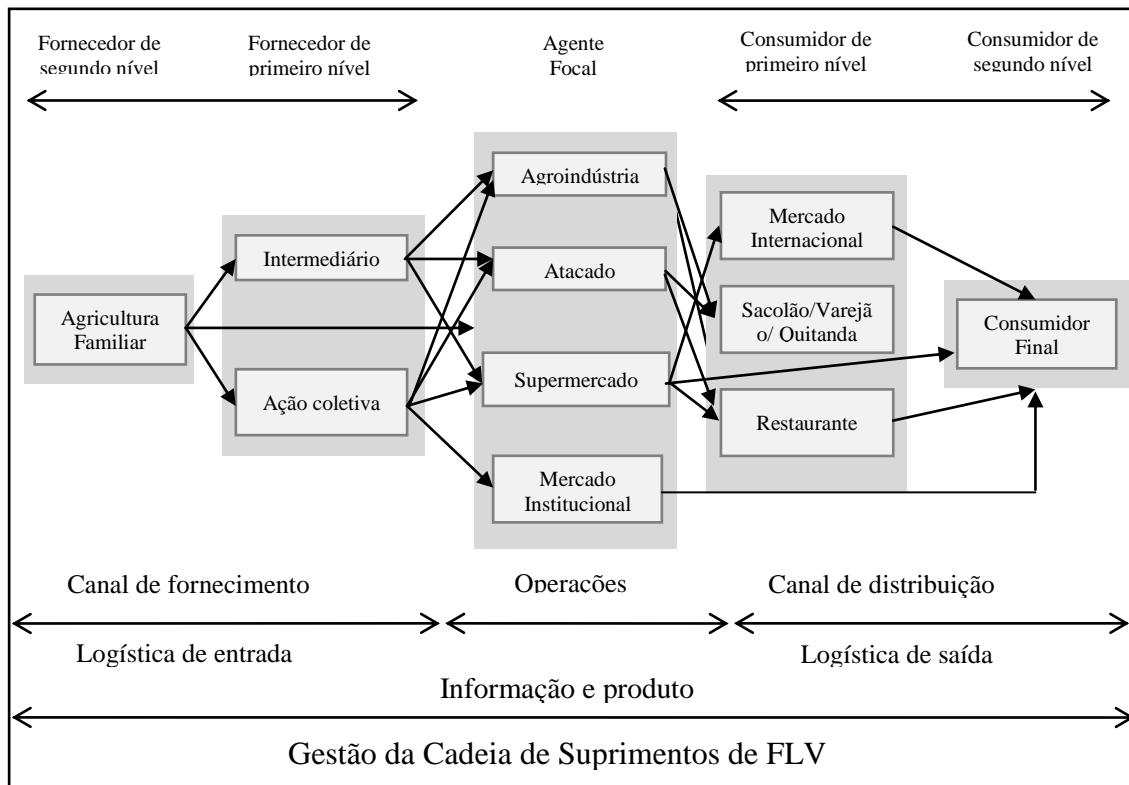 Fornecedor de
segundo nível
Fornecedor de
primeiro nível
Agente
Focal
Consumidor de
primeiro nível
Consumidor de
segundo nível
Agroindústria
Mercado
Internacional
Intermediário
Atacado
Agricultura
Familiar
Sacolão/Varejã
o/ Quitanda
Consumidor
Final
Supermercado
Ação coletiva
Restaurante
Mercado
Institucional
Canal de fornecimento
Operações
Canal de distribuição
Logística de entrada
Logística de saída
Informação e produto
Gestão da Cadeia de Suprimentos de FLV